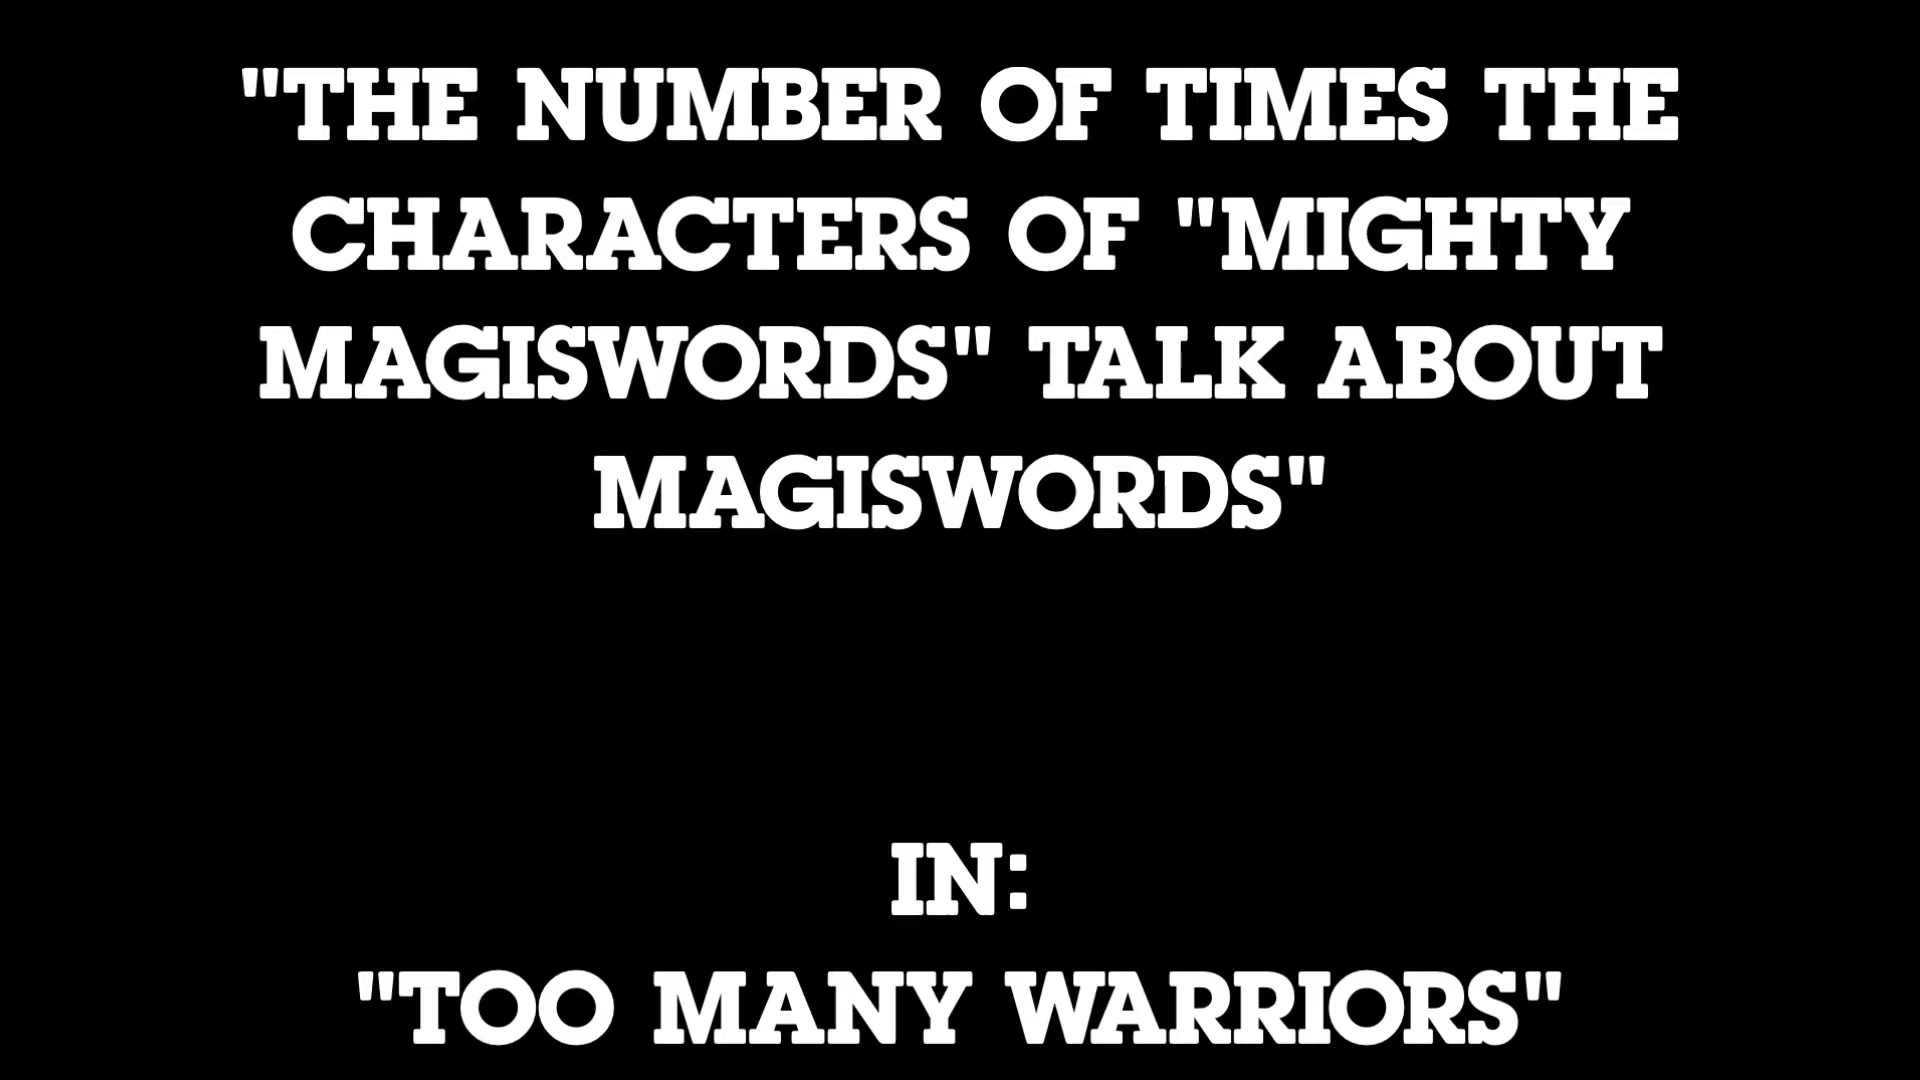 "THE NUMBER OF TIMES THE
CHARACTERS OF "MIGHTY
MAGISWORDS" TALK ABOUT
MAGISWORDS"
IN:
"TOO MANY WARRIORS"